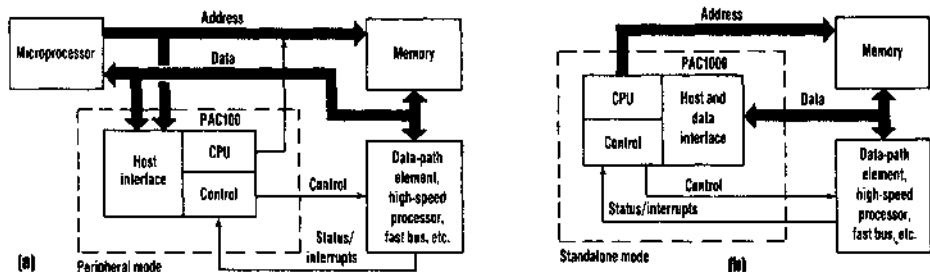 Address
Microprocessor
Memory
Data
PAC100
Host
interface
CPU
Control
Control
Data-path
element,
high-speed
processor,
fast bus, etc.
Status/
interrupts
(a)
Peripheral mode
Address
Memory
PAC1000
CPU
Control
Host and
data
interface
Data
Control
Status/interrupts
Data-path
element,
high-speed
processor,
fast bus, etc.
Standalone mode
(b)